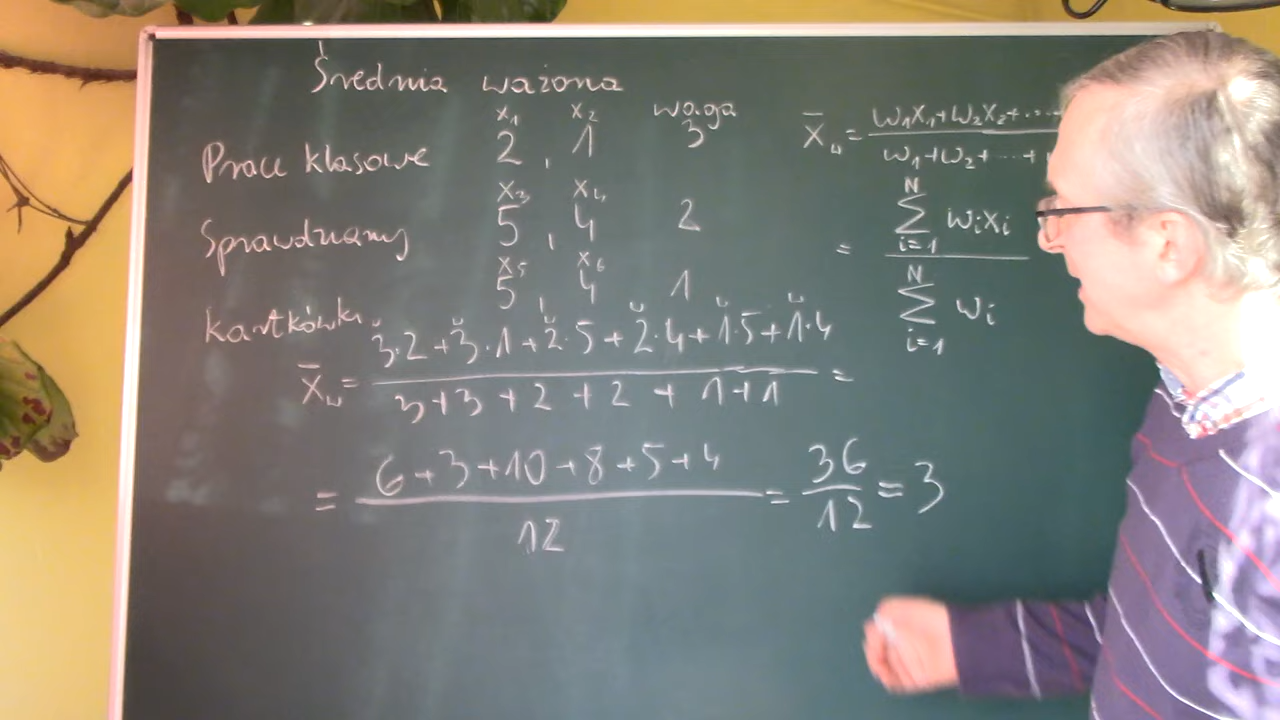 Średnia ważona
x₁ x₂ waga
Prace klasowe 2, 1 3
x₃ x₄
Sprawdziany 5, 4 2
x₅ x₆
Kartkówki 5, 4 1
X̄w = (3·2+3·1+2·5+2·4+1·5+1·4)/(3+3+2+2+1+1) =
= (6+3+10+8+5+4)/12 = 36/12 = 3
X̄w = (w₁x₁+w₂x₂+.../(w₁+w₂+...+
= (∑ i=1 N wᵢxᵢ)/(∑ i=1 N wᵢ)